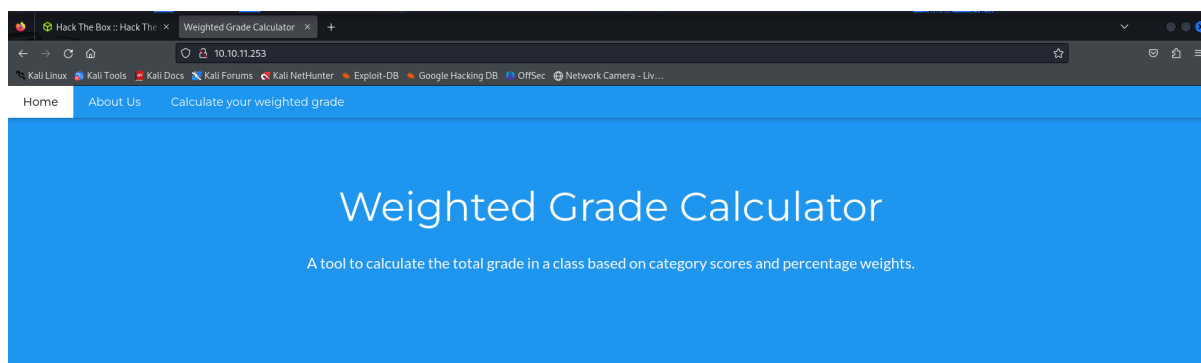 Hack The Box :: Hack The Weighted Grade Calculator
10.10.11.253
Kali Linux Kali Tools Kali Docs Kali Forums Kali NetHunter Exploit-DB Google Hacking DB OffSec Network Camera - Liv...
Home About Us Calculate your weighted grade
Weighted Grade Calculator
A tool to calculate the total grade in a class based on category scores and percentage weights.